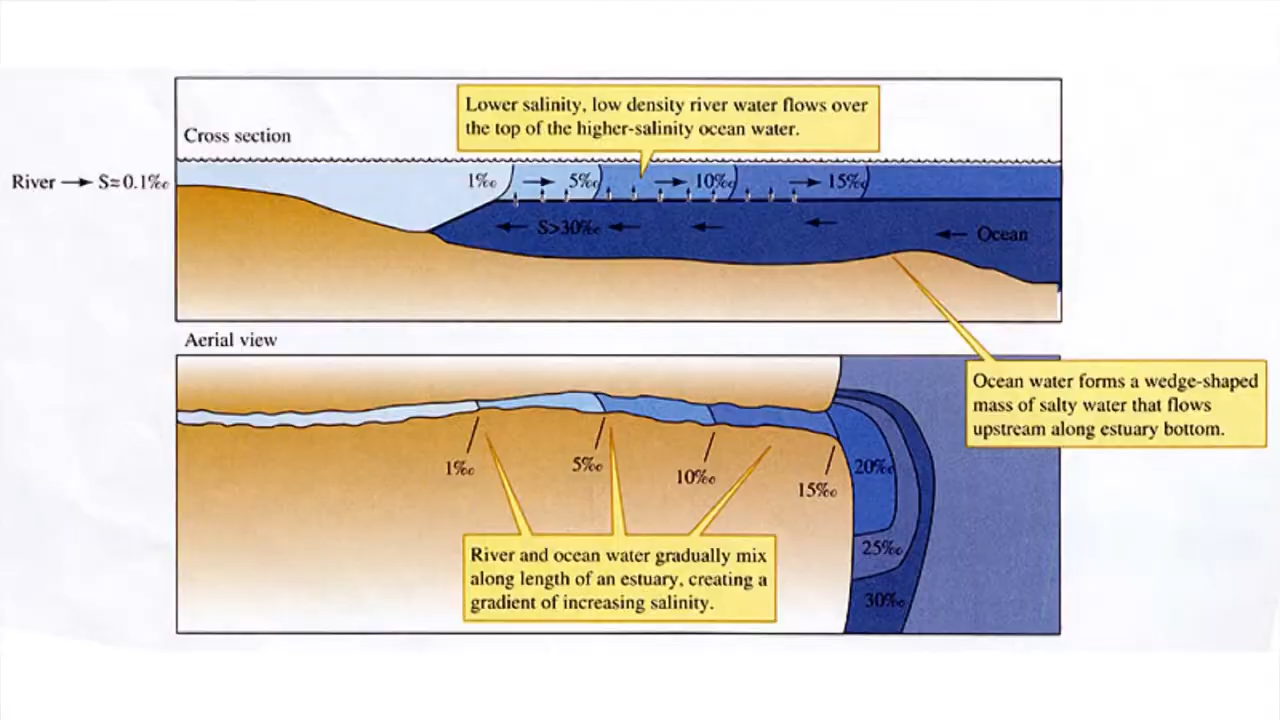 Lower salinity, low density river water flows over
the top of the higher-salinity ocean water.
Cross section
River → S≈0.1‰
1‰ → 5‰ → 10‰ → 15‰
← S>30‰ ← ← ← ← Ocean
Aerial view
Ocean water forms a wedge-shaped
mass of salty water that flows
upstream along estuary bottom.
1‰
5‰
10‰
15‰
20‰
25‰
30‰
River and ocean water gradually mix
along length of an estuary, creating a
gradient of increasing salinity.